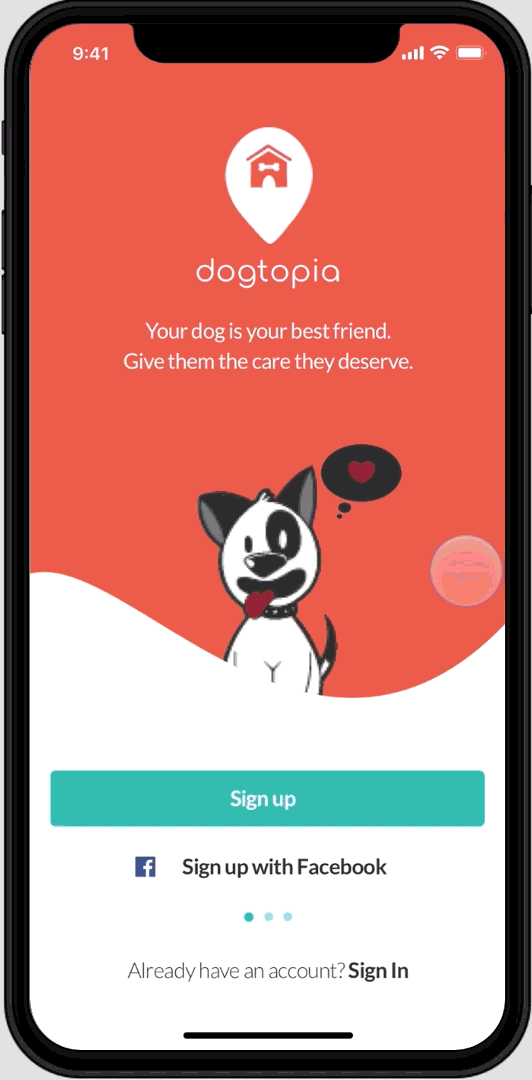 9:41
dogtopia
Your dog is your best friend.
Give them the care they deserve.
Sign up
Sign up with Facebook
Already have an account? Sign In